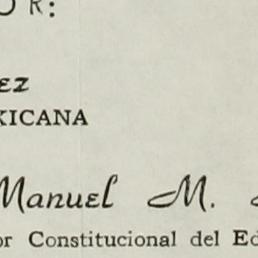 OR:
ez
XICANA
Manuel M.
or Constitucional del Ed